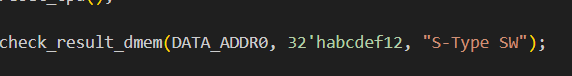 check_result_dmem(DATA_ADDR0, 32'habcdef12, "S-Type SW");